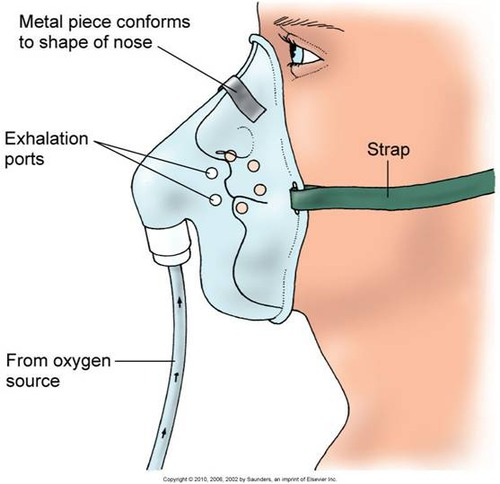 Metal piece conforms
to shape of nose
Exhalation
ports
Strap
From oxygen
source
Copyright © 2010, 2006, 2002 by Saunders, an imprint of Elsevier Inc.